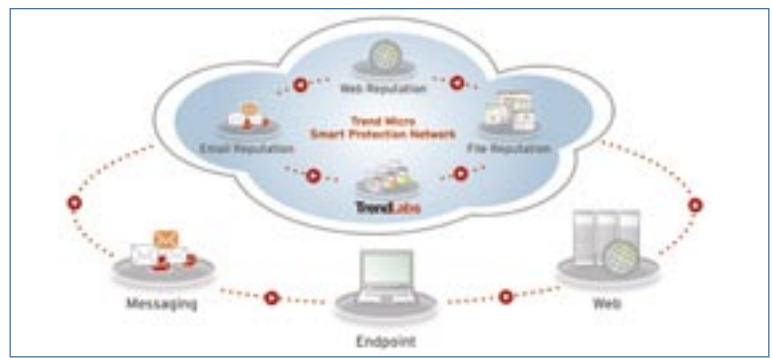 Web Reputation
Trend Micro
Smart Protection Network
Email Reputation
File Reputation
TrendLabs
Messaging
Web
Endpoint